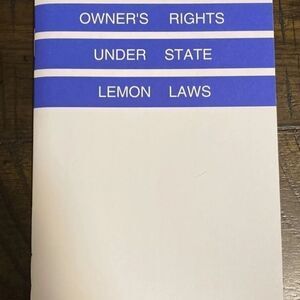 OWNER'S RIGHTS
UNDER STATE
LEMON LAWS